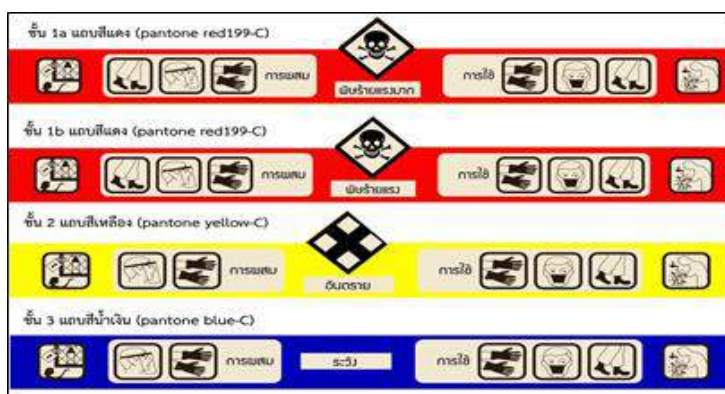 ชั้น 1a แถบสีแดง (pantone red199-C)
การผสม
พิษร้ายแรงมาก
การใช้
ชั้น 1b แถบสีแดง (pantone red199-C)
การผสม
พิษร้ายแรง
การใช้
ชั้น 2 แถบสีเหลือง (pantone yellow-C)
การผสม
อันตราย
การใช้
ชั้น 3 แถบสีน้ำเงิน (pantone blue-C)
การผสม
ระวัง
การใช้